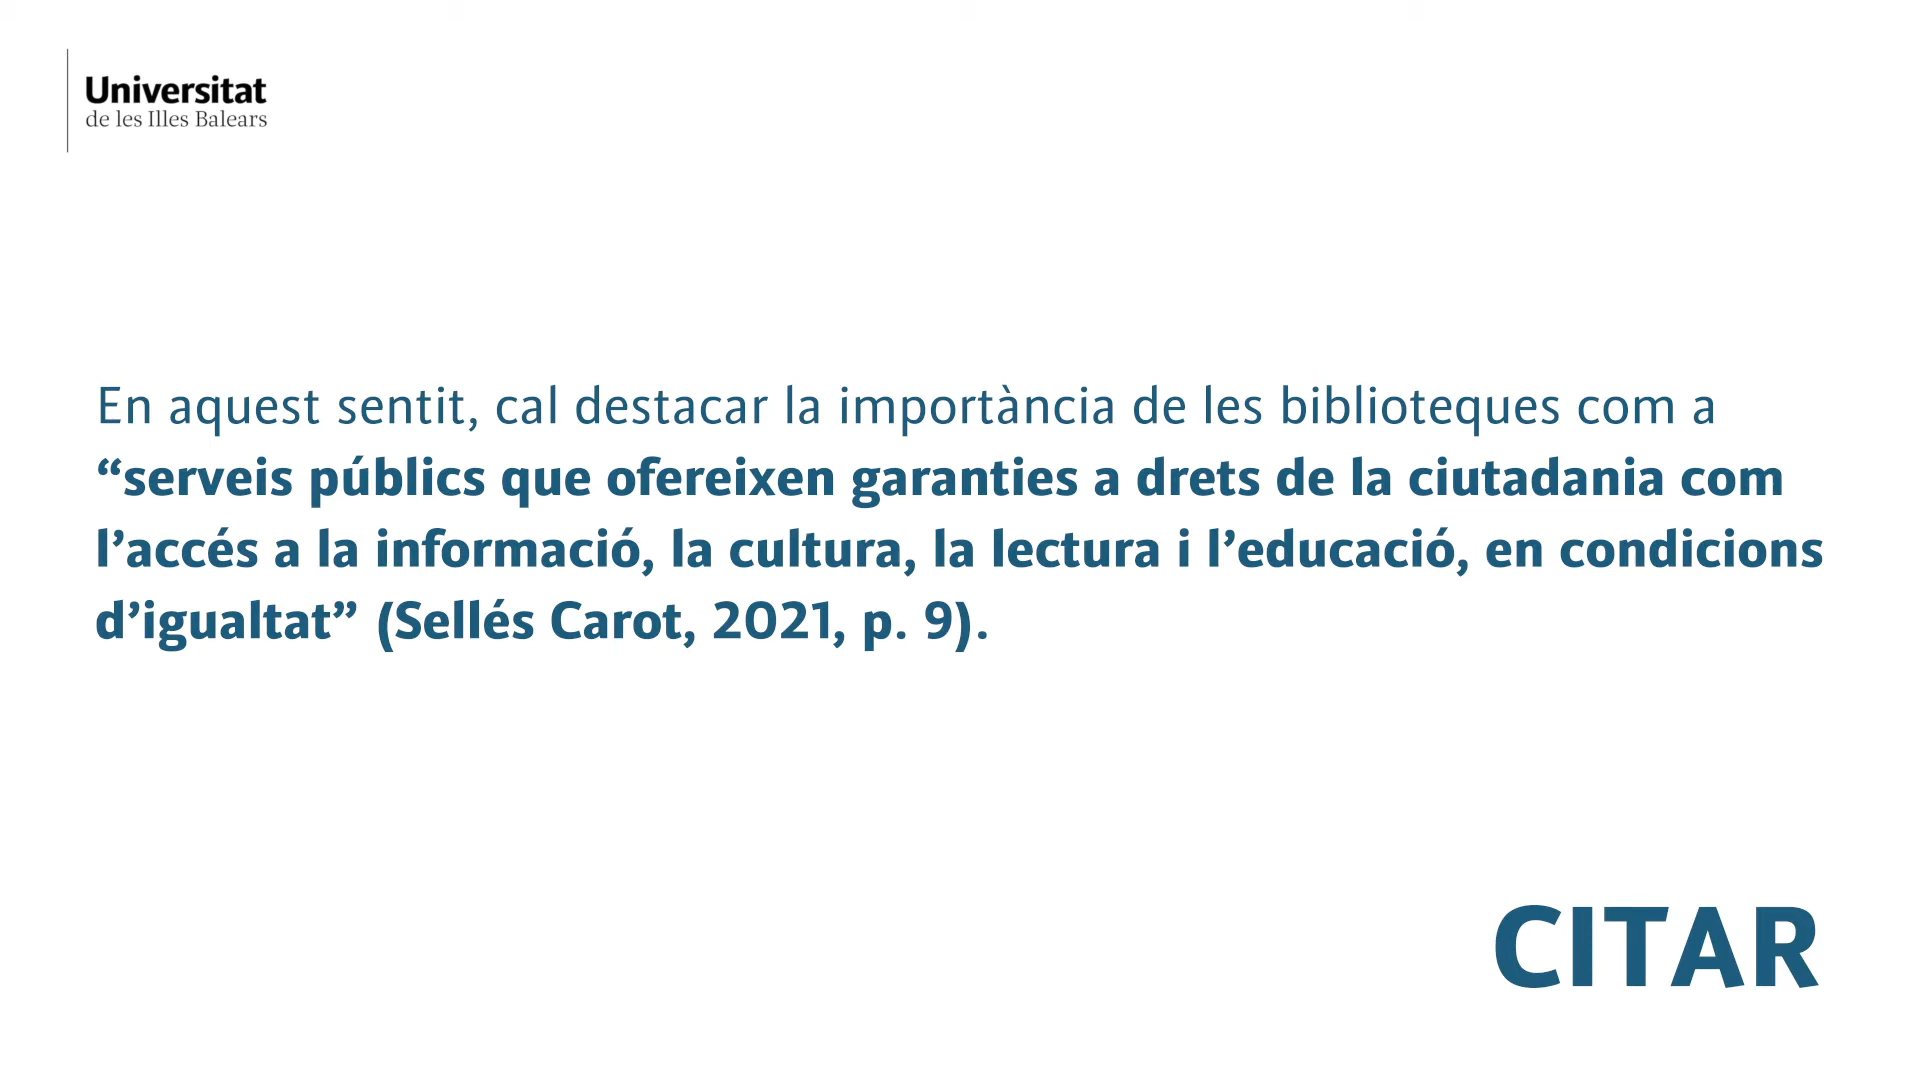 Universitat
de les Illes Balears
En aquest sentit, cal destacar la importància de les biblioteques com a
“serveis públics que ofereixen garanties a drets de la ciutadania com
l’accés a la informació, la cultura, la lectura i l’educació, en condicions
d’igualtat” (Sellés Carot, 2021, p. 9).
CITAR